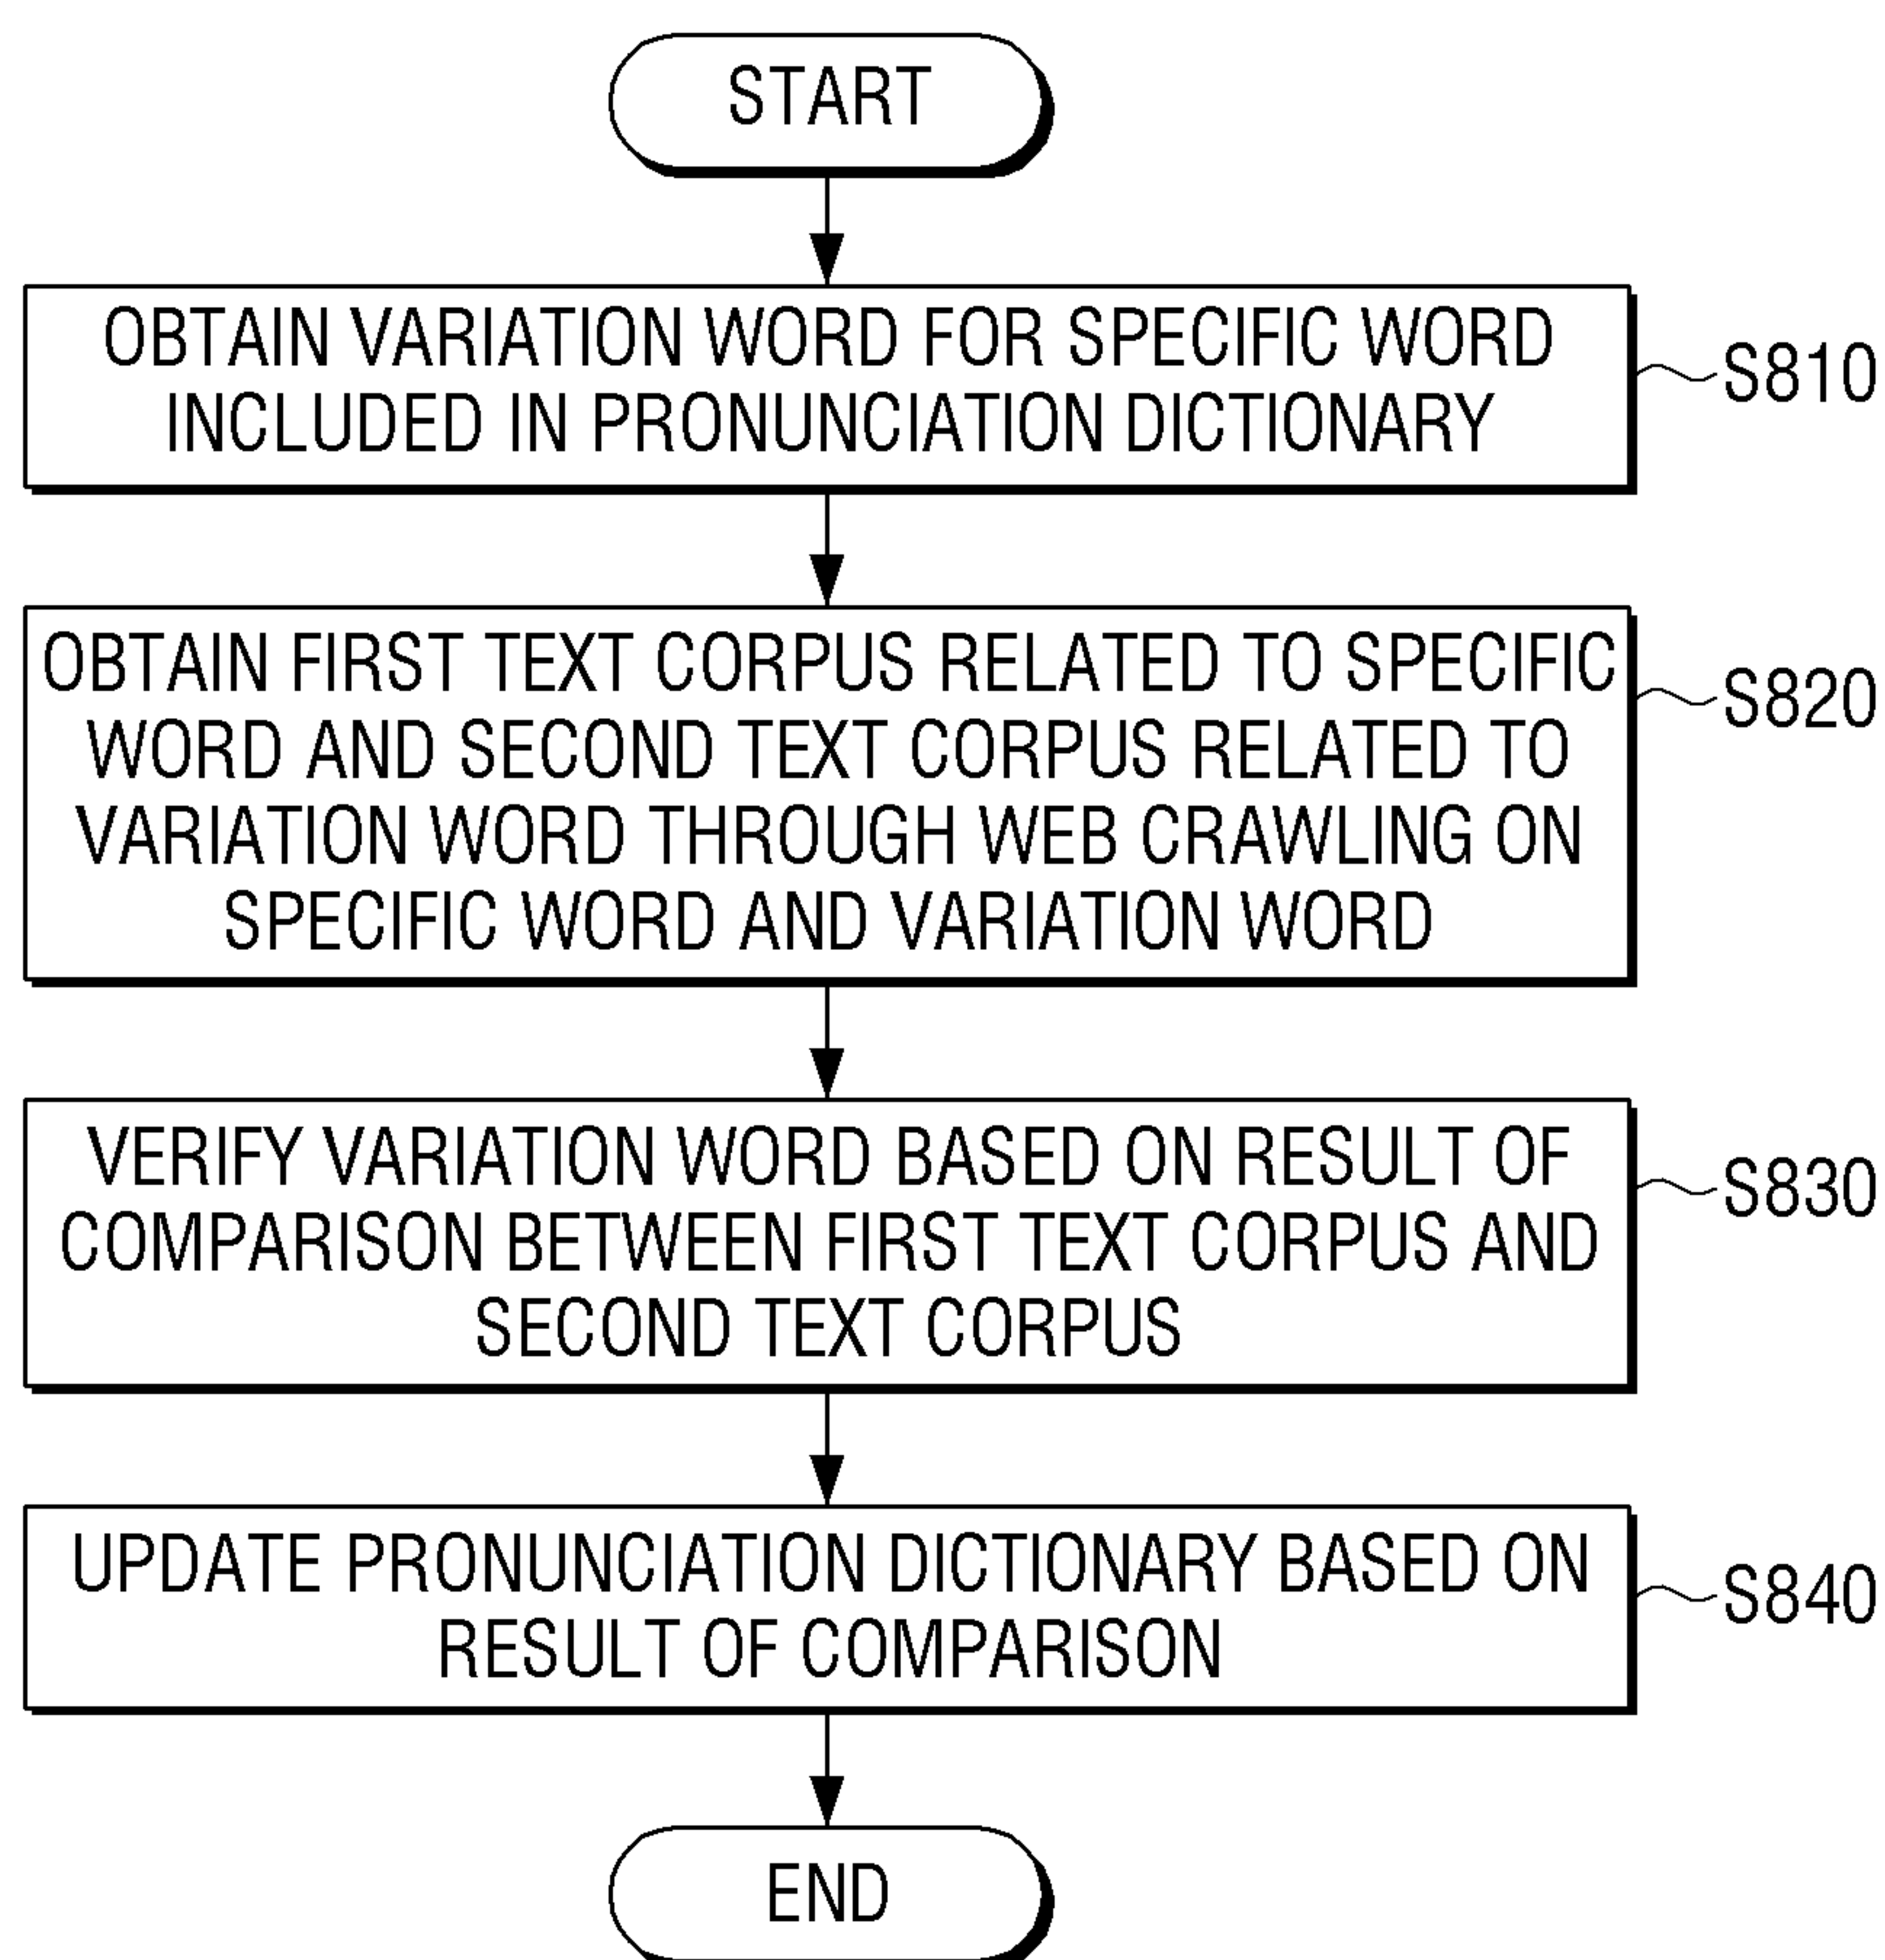 START
OBTAIN VARIATION WORD FOR SPECIFIC WORD
INCLUDED IN PRONUNCIATION DICTIONARY
S810
OBTAIN FIRST TEXT CORPUS RELATED TO SPECIFIC
WORD AND SECOND TEXT CORPUS RELATED TO
VARIATION WORD THROUGH WEB CRAWLING ON
SPECIFIC WORD AND VARIATION WORD
S820
VERIFY VARIATION WORD BASED ON RESULT OF
COMPARISON BETWEEN FIRST TEXT CORPUS AND
SECOND TEXT CORPUS
S830
UPDATE PRONUNCIATION DICTIONARY BASED ON
RESULT OF COMPARISON
S840
END